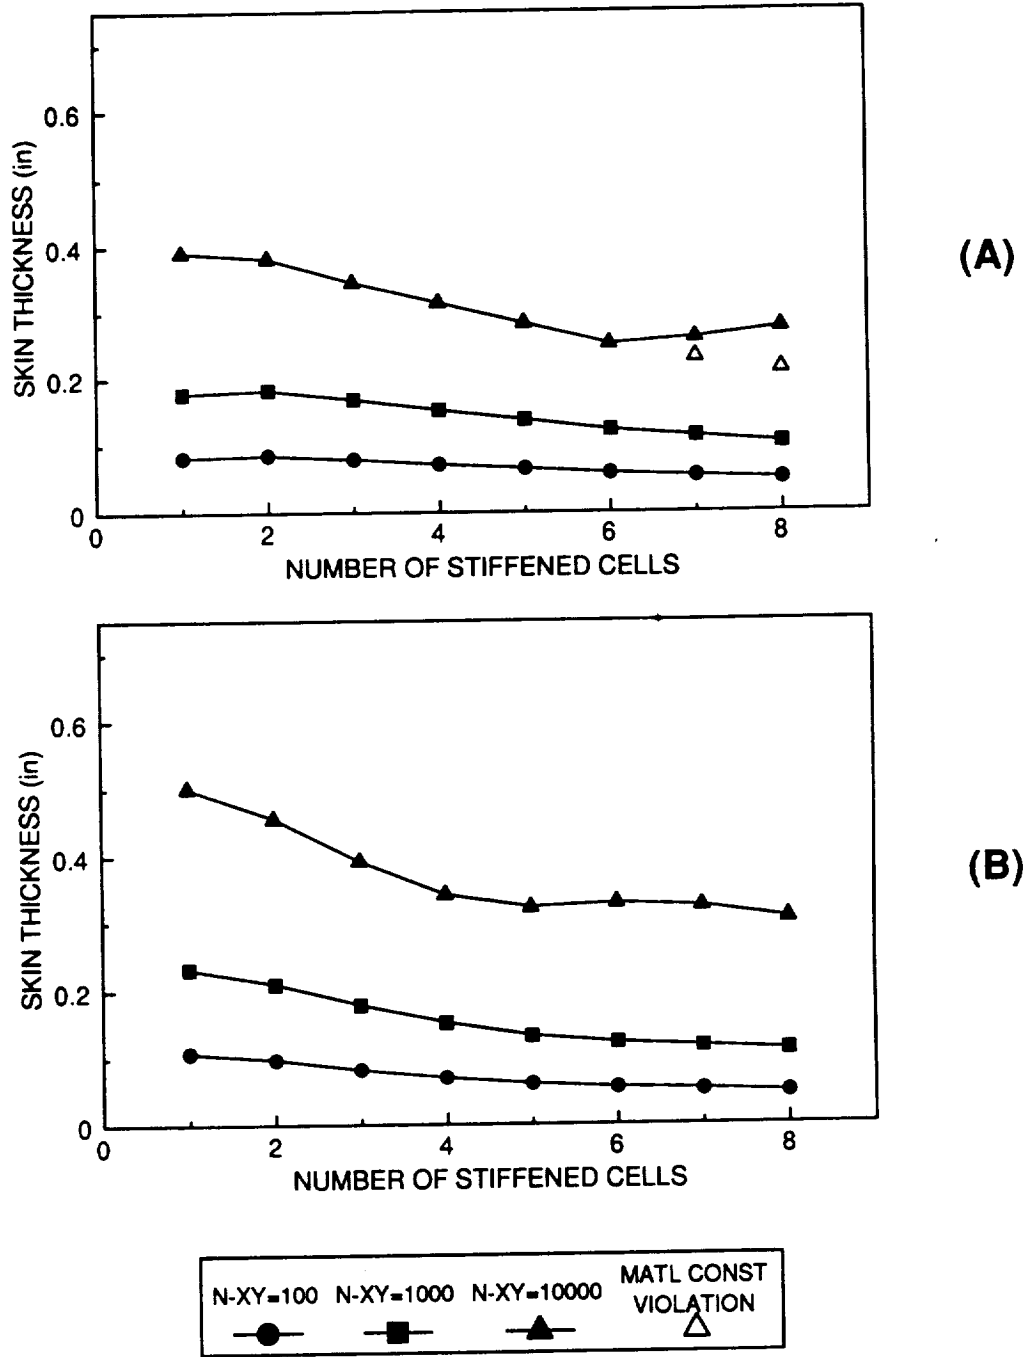 0.6
0.4
0.2
0
SKIN THICKNESS (in)
(A)
0 2 4 6 8
NUMBER OF STIFFENED CELLS
0.6
0.4
0.2
0
SKIN THICKNESS (in)
(B)
0 2 4 6 8
NUMBER OF STIFFENED CELLS
N-XY=100 N-XY=1000 N-XY=10000 MATL CONST
VIOLATION